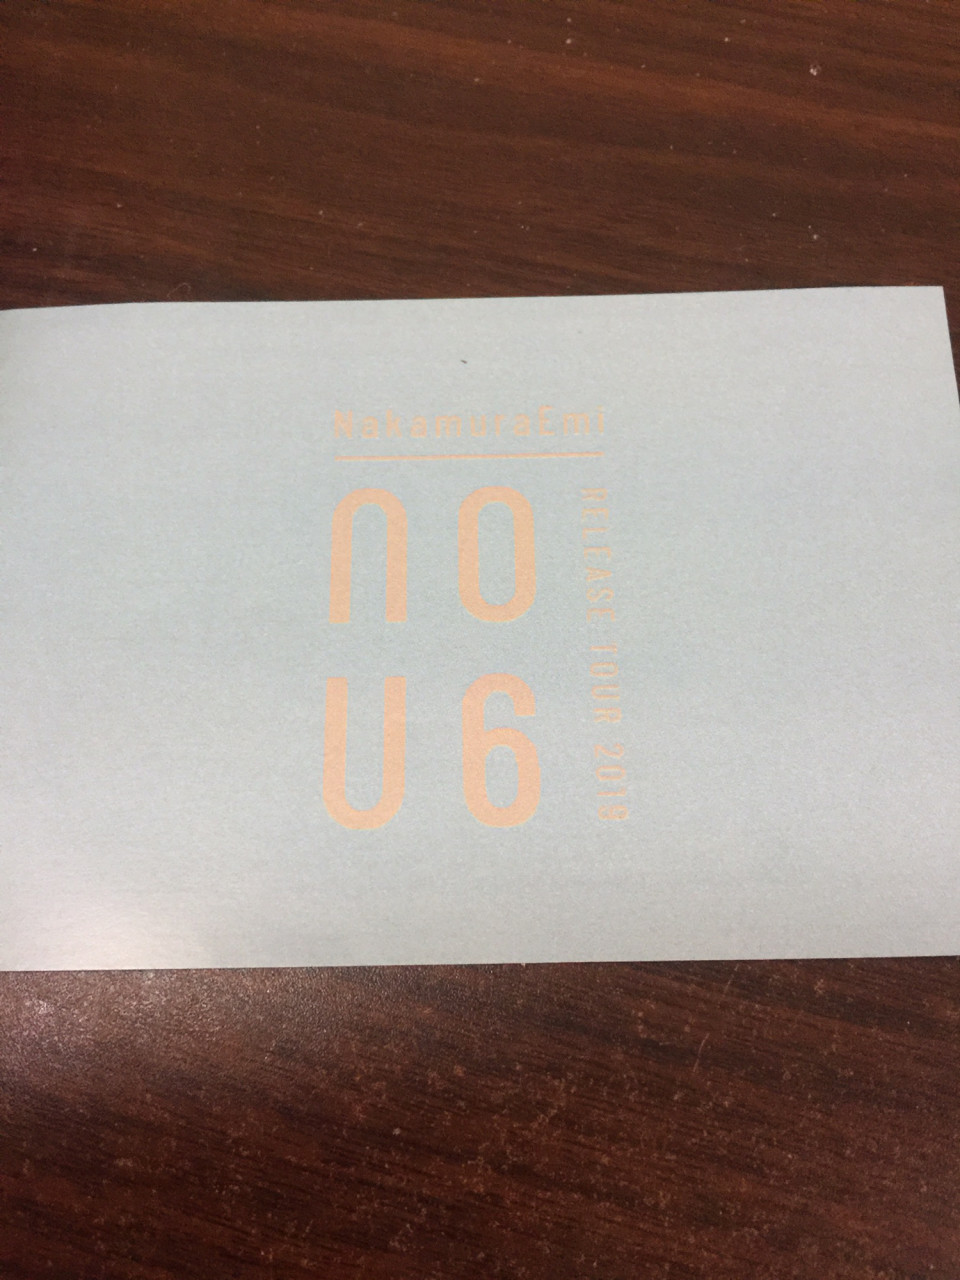 NakamuraEmi
NO
U6
RELEASE TOUR 2019